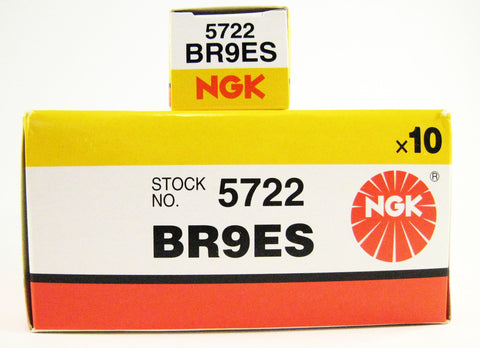 5722
BR9ES
NGK
x10
STOCK
NO. 5722
NGK ®
BR9ES